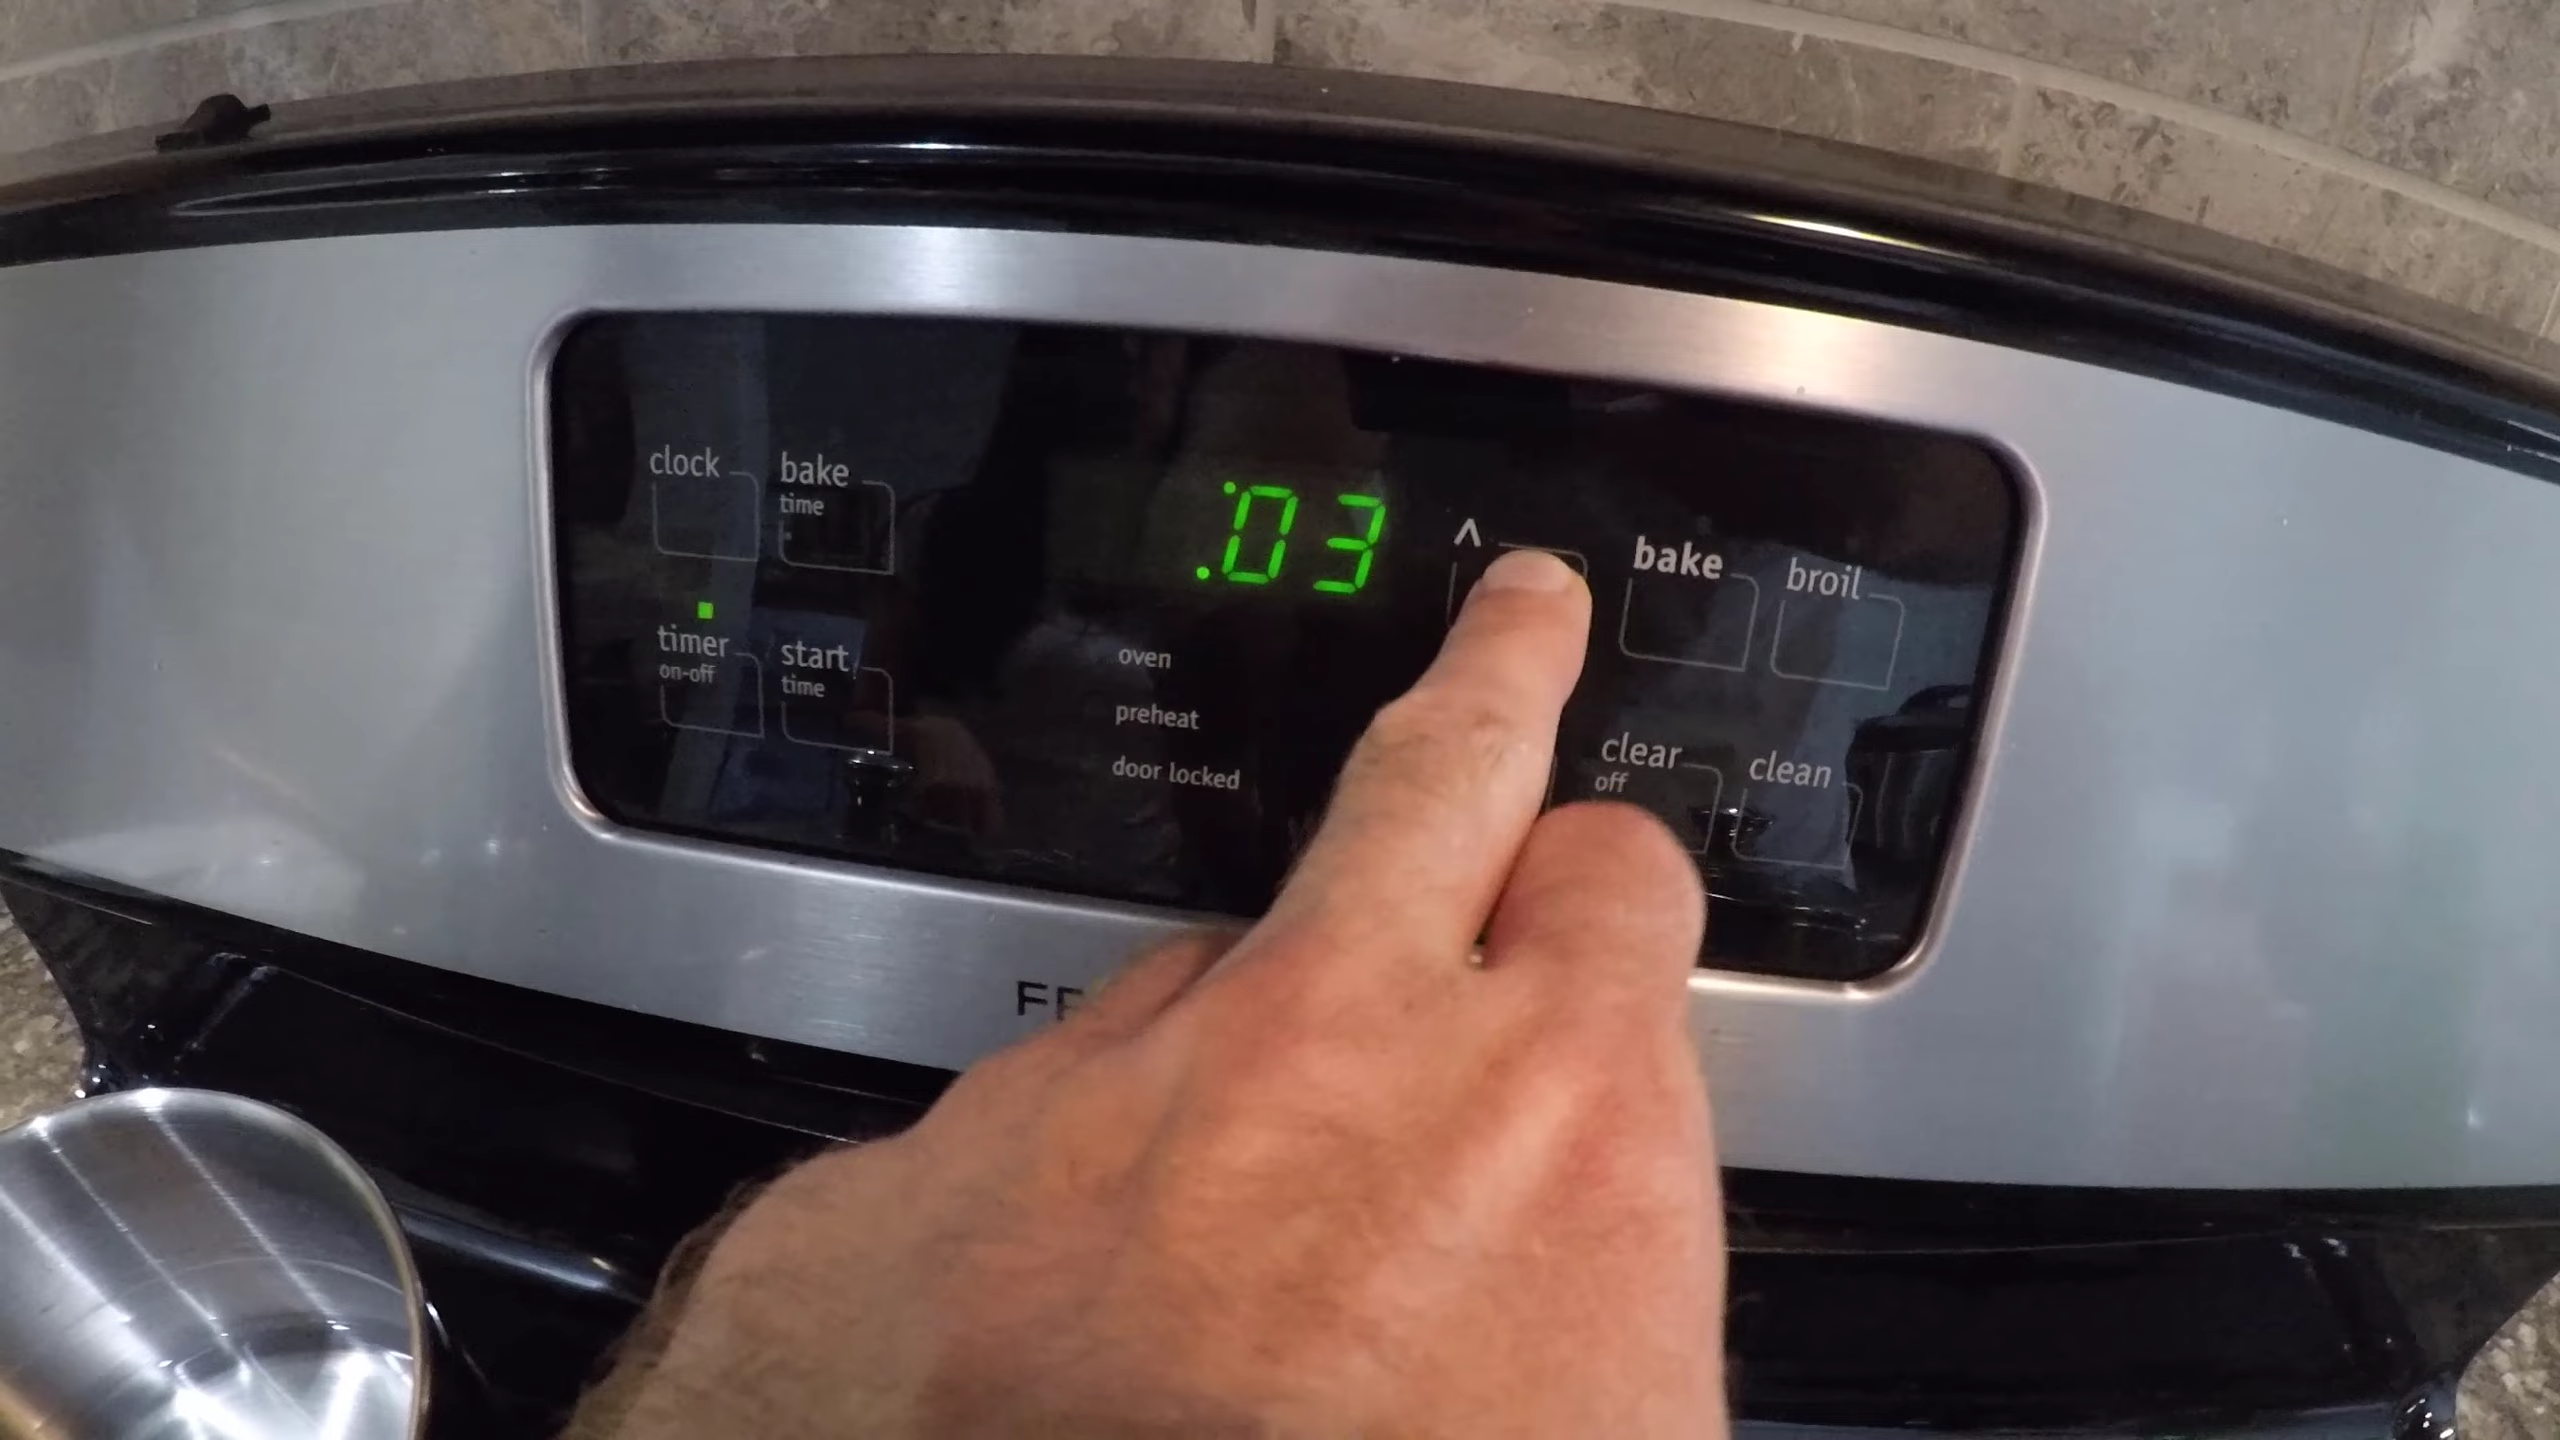 clock
bake
time
:03
^
bake
broil
timer
on-off
start
time
oven
preheat
door locked
clear
off
clean